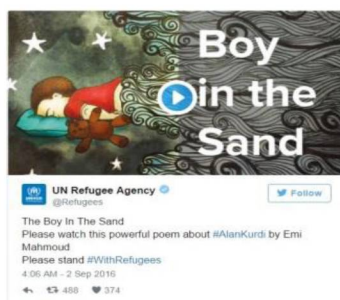 Boy
in the
Sand
UN Refugee Agency
@Refugees
Follow
The Boy In The Sand
Please watch this powerful poem about #AlanKurdi by Emi
Mahmoud
Please stand #WithRefugees
4:06 AM - 2 Sep 2016
488 374